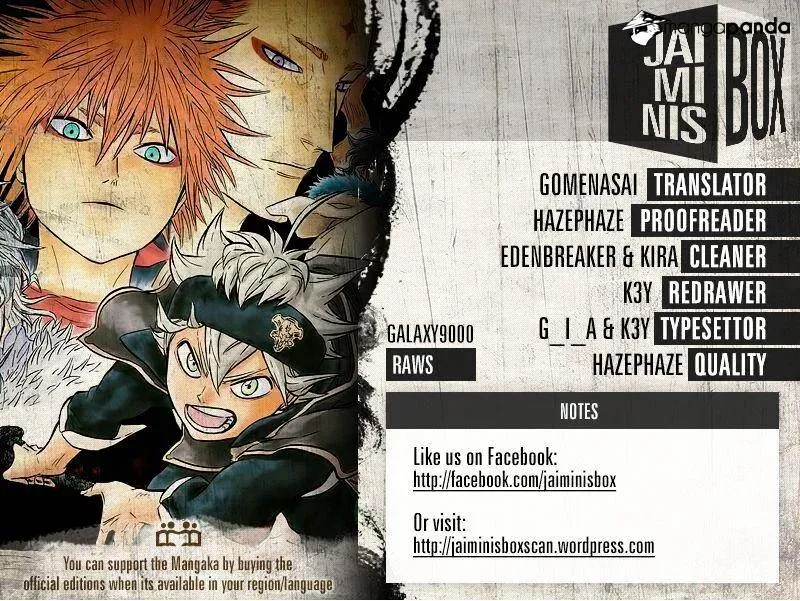 mangapanda
JAI
MI
NIS
BOX
GOMENASAI TRANSLATOR
HAZEPHAZE PROOFREADER
EDENBREAKER & KIRA CLEANER
K3Y REDRAWER
G_I_A & K3Y TYPESETTOR
HAZEPHAZE QUALITY
GALAXY9000
RAWS
NOTES
Like us on Facebook:
http://facebook.com/jaiminisbox
Or visit:
http://jaiminisboxscan.wordpress.com
You can support the Mangaka by buying the
official editions when its available in your region/language